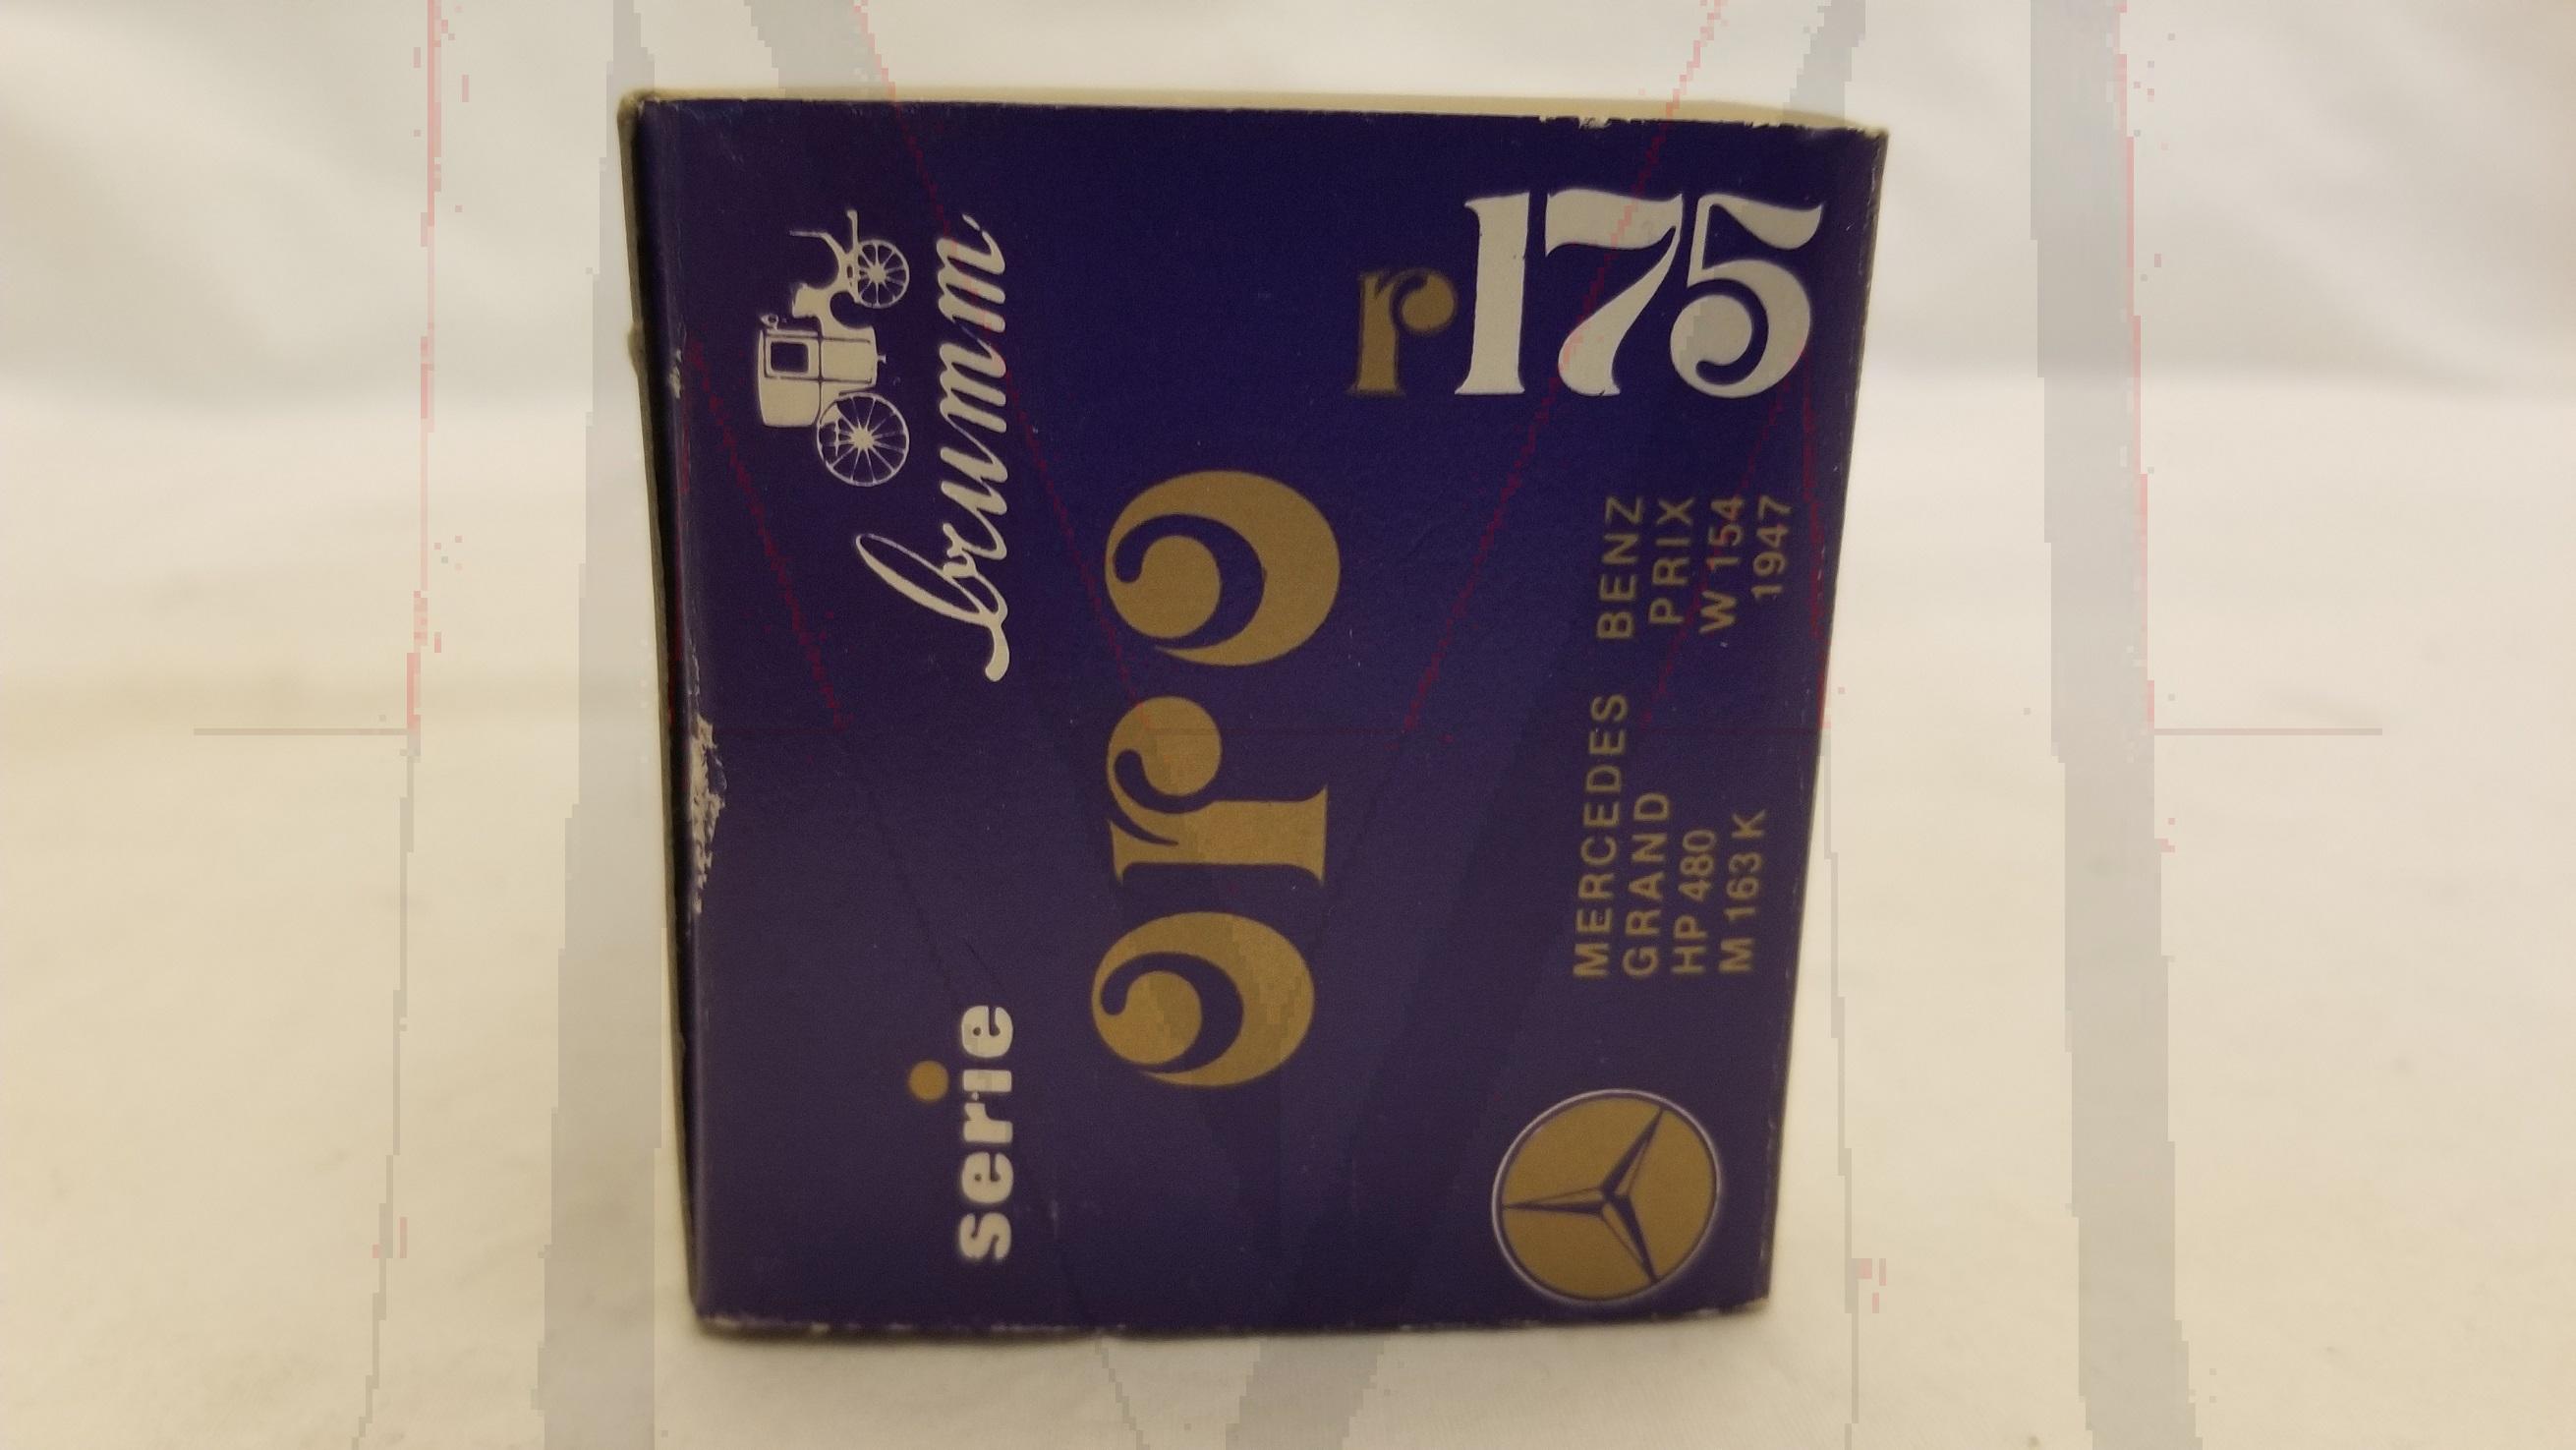 brumm
serie
oro
r175
MERCEDES BENZ
GRAND PRIX
HP 480 W 154
M 163 K 1947